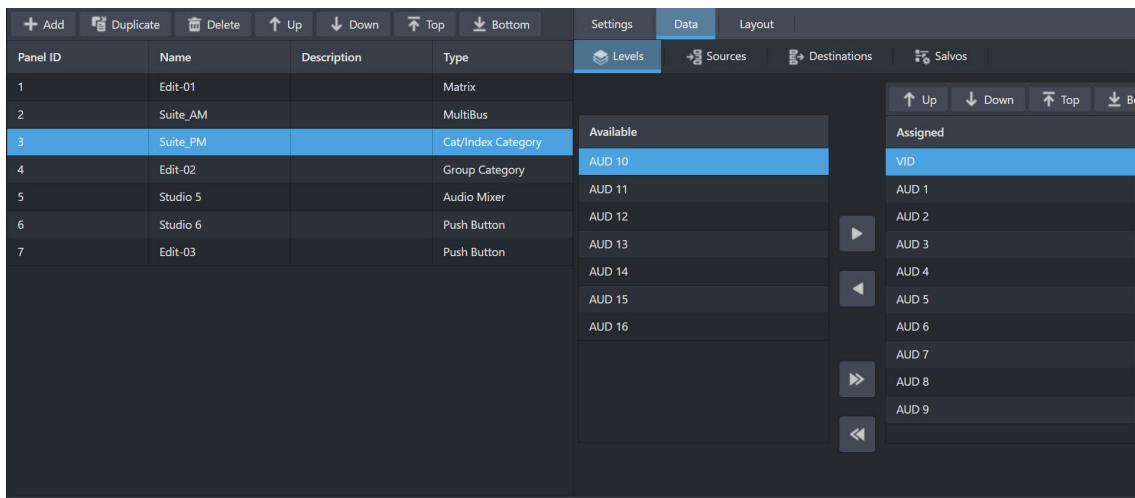 Add Duplicate Delete Up Down Top Bottom
Panel ID Name Description Type
1 Edit-01 Matrix
2 Suite_AM MultiBus
3 Suite_PM Cat/Index Category
4 Edit-02 Group Category
5 Studio 5 Audio Mixer
6 Studio 6 Push Button
7 Edit-03 Push Button
Settings Data Layout
Levels Sources Destinations Salvos
Up Down Top
Available
AUD 10
AUD 11
AUD 12
AUD 13
AUD 14
AUD 15
AUD 16
Assigned
VID
AUD 1
AUD 2
AUD 3
AUD 4
AUD 5
AUD 6
AUD 7
AUD 8
AUD 9